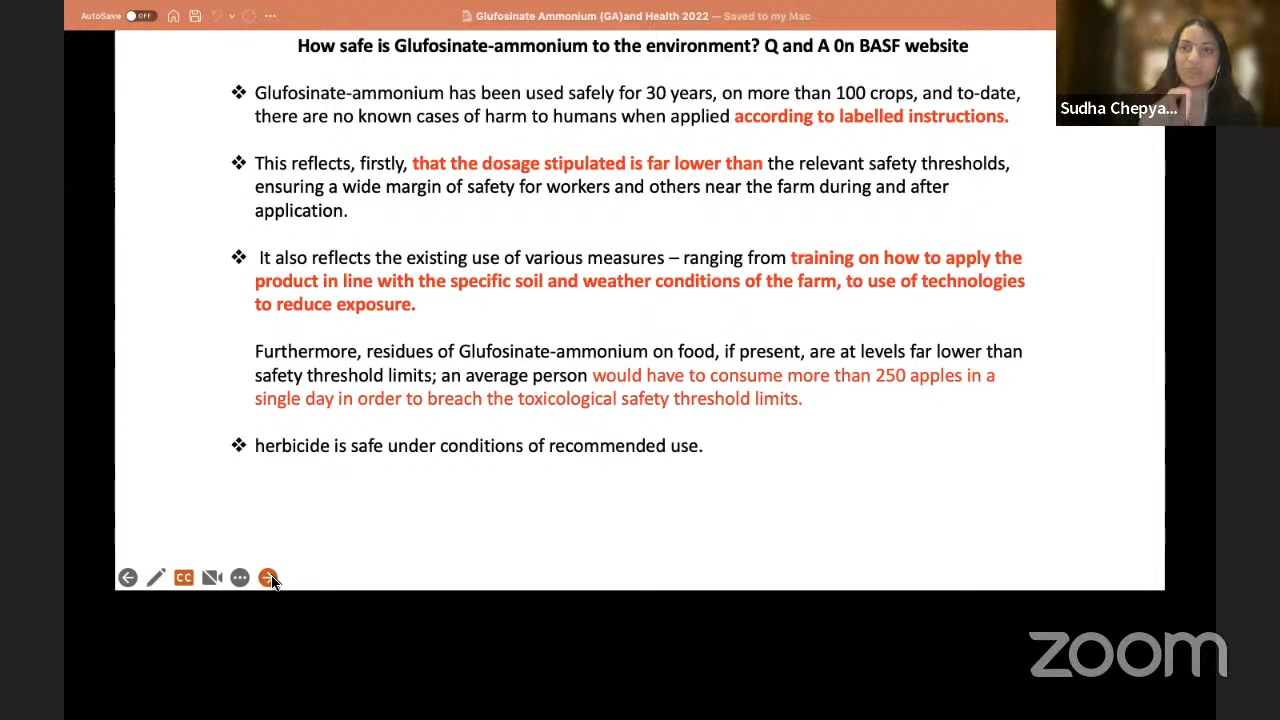 AutoSave OFF
Glufosinate Ammonium (GA)and Health 2022 — Saved to my Mac
Sudha Chepya...
How safe is Glufosinate-ammonium to the environment? Q and A 0n BASF website
❖ Glufosinate-ammonium has been used safely for 30 years, on more than 100 crops, and to-date,
there are no known cases of harm to humans when applied according to labelled instructions.
❖ This reflects, firstly, that the dosage stipulated is far lower than the relevant safety thresholds,
ensuring a wide margin of safety for workers and others near the farm during and after
application.
❖ It also reflects the existing use of various measures – ranging from training on how to apply the
product in line with the specific soil and weather conditions of the farm, to use of technologies
to reduce exposure.
Furthermore, residues of Glufosinate-ammonium on food, if present, are at levels far lower than
safety threshold limits; an average person would have to consume more than 250 apples in a
single day in order to breach the toxicological safety threshold limits.
❖ herbicide is safe under conditions of recommended use.
CC
zoom